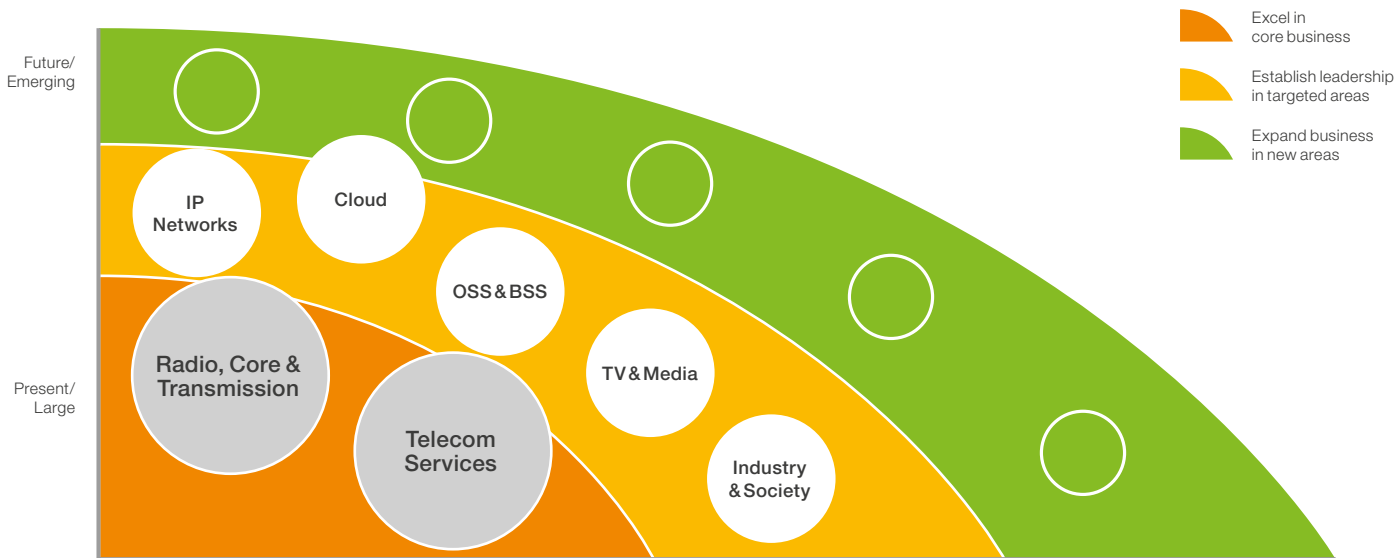 Future/
Emerging
Present/
Large
IP
Networks
Cloud
OSS & BSS
TV & Media
Industry
& Society
Radio, Core &
Transmission
Telecom
Services
Excel in
core business
Establish leadership
in targeted areas
Expand business
in new areas